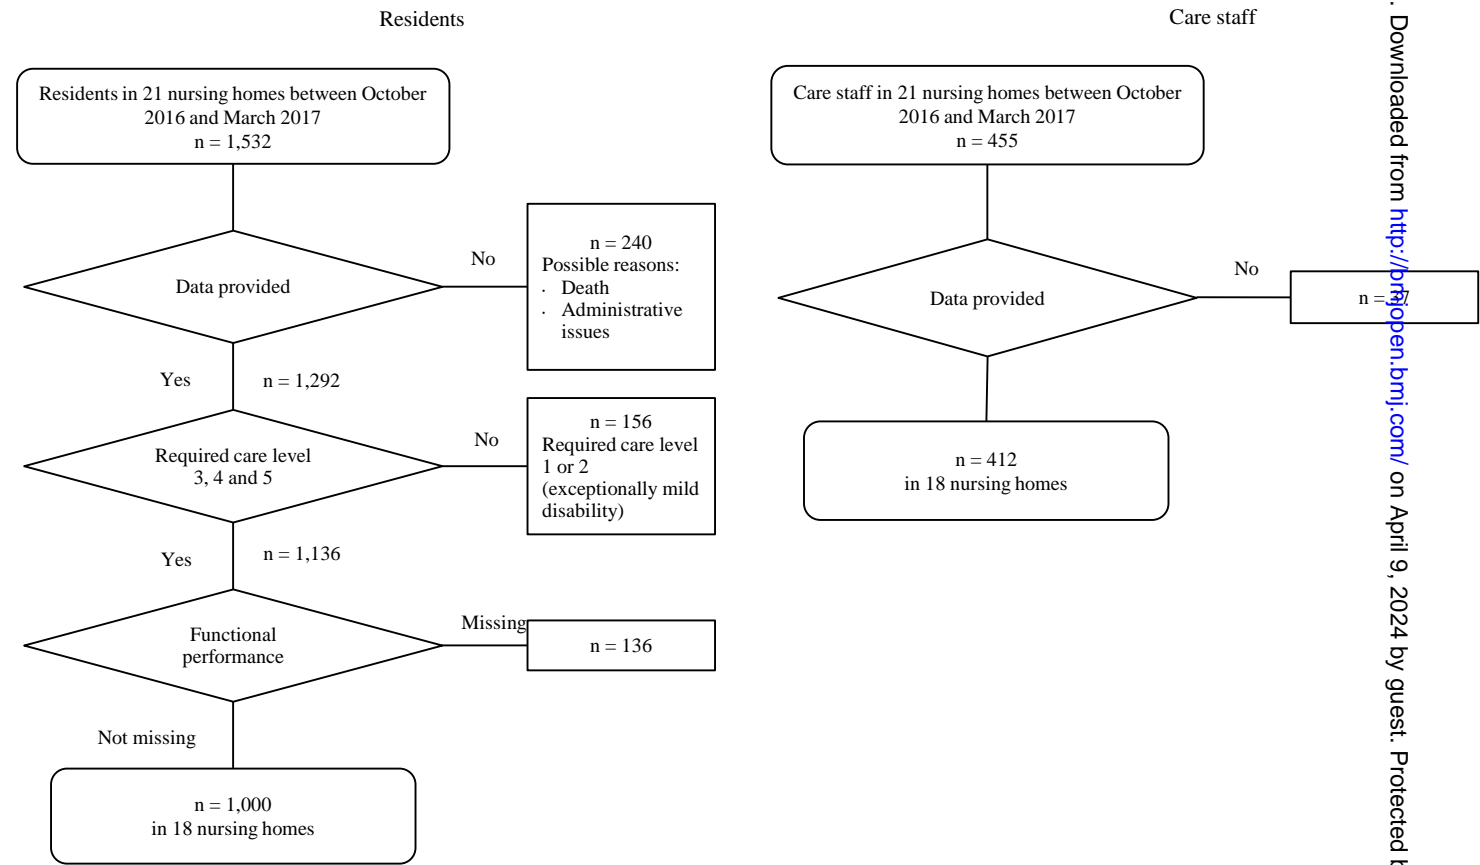 Residents
Residents in 21 nursing homes between October
2016 and March 2017
n = 1,532
Data provided
No
n = 240
Possible reasons:
· Death
· Administrative
issues
Yes
n = 1,292
Required care level
3, 4 and 5
No
n = 156
Required care level
1 or 2
(exceptionally mild
disability)
Yes
n = 1,136
Functional
performance
Missing
n = 136
Not missing
n = 1,000
in 18 nursing homes
Care staff
Care staff in 21 nursing homes between October
2016 and March 2017
n = 455
Data provided
No
n =
n = 412
in 18 nursing homes
. Downloaded from http://bmjopen.bmj.com/ on April 9, 2024 by guest. Protected b